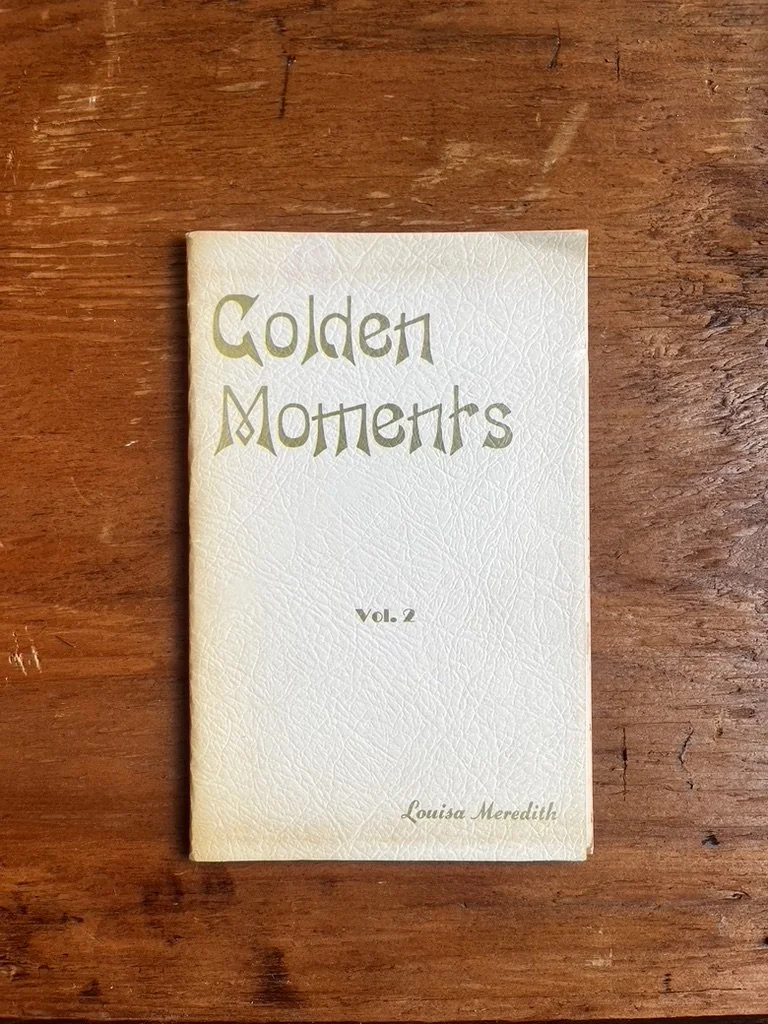 Golden
Moments
Vol. 2
Louisa Meredith